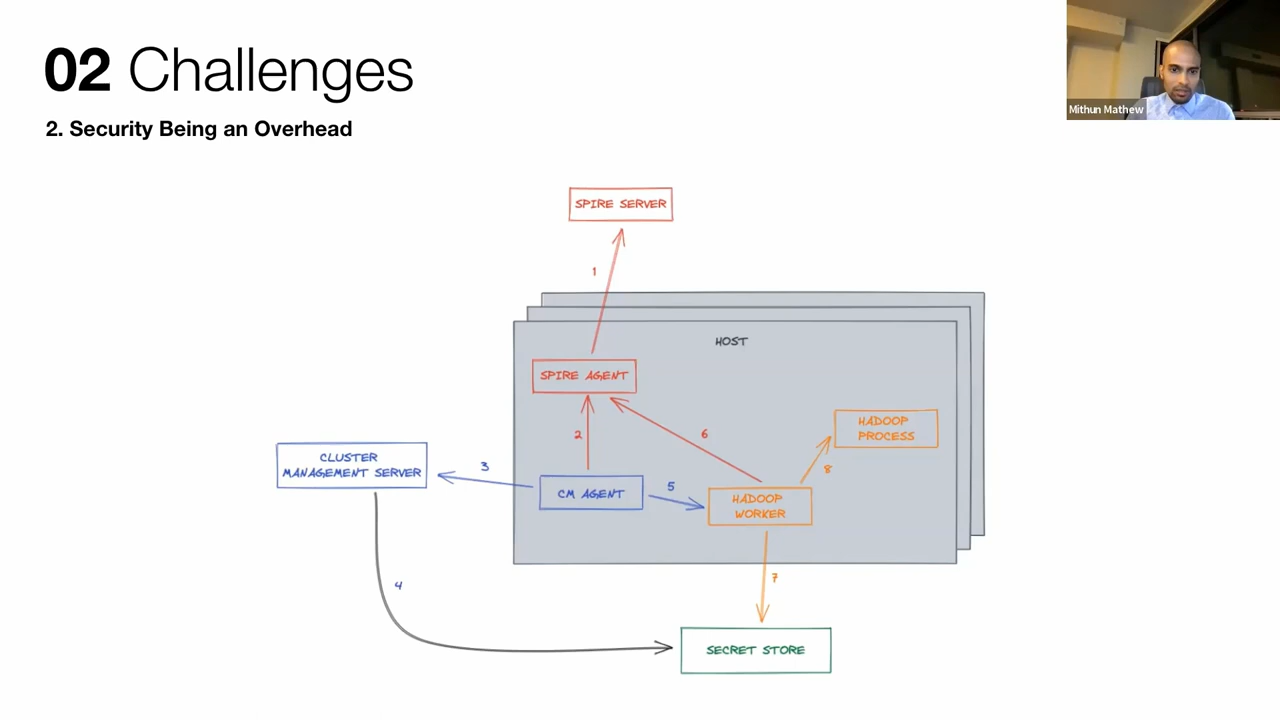 02 Challenges
2. Security Being an Overhead
Mithun Mathew
SPIRE SERVER
1
HOST
SPIRE AGENT
2
6
HADOOP
PROCESS
8
CLUSTER
MANAGEMENT SERVER
3
CM AGENT
5
HADOOP
WORKER
4
7
SECRET STORE